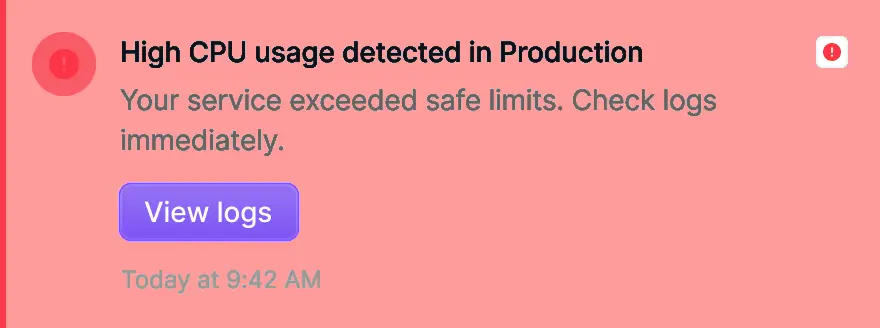 High CPU usage detected in Production
Your service exceeded safe limits. Check logs
immediately.
View logs
Today at 9:42 AM